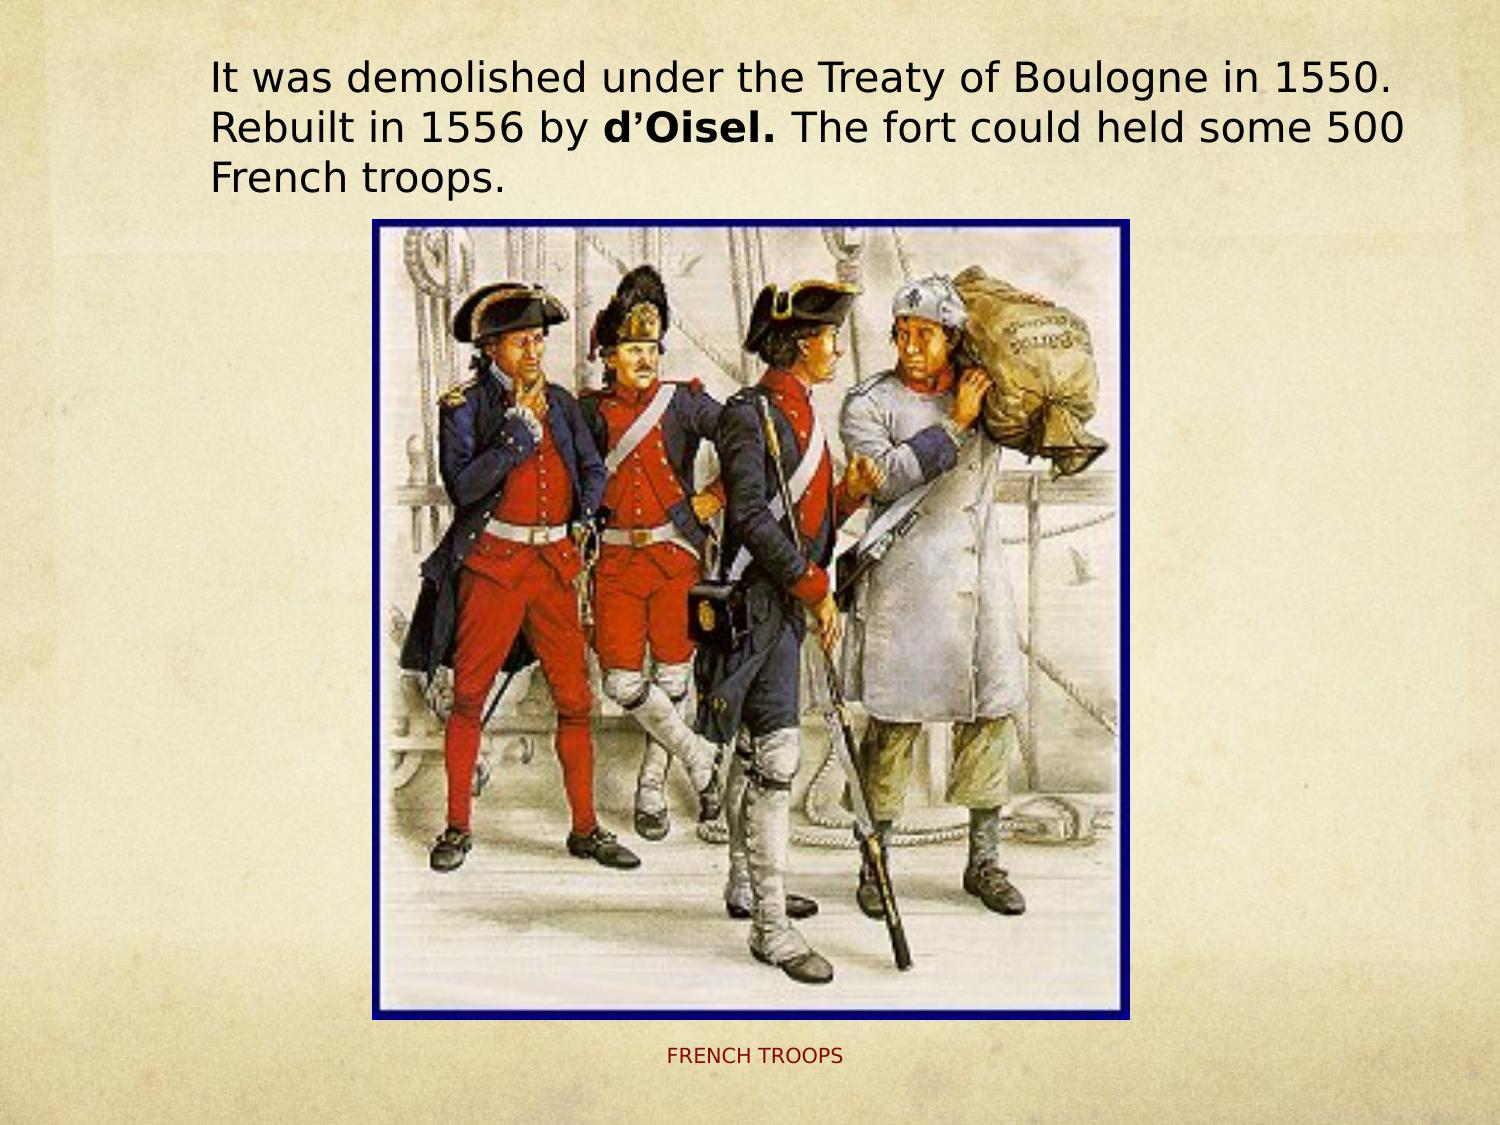 It was demolished under the Treaty of Boulogne in 1550.
Rebuilt in 1556 by d’Oisel. The fort could held some 500
French troops.
FRENCH TROOPS